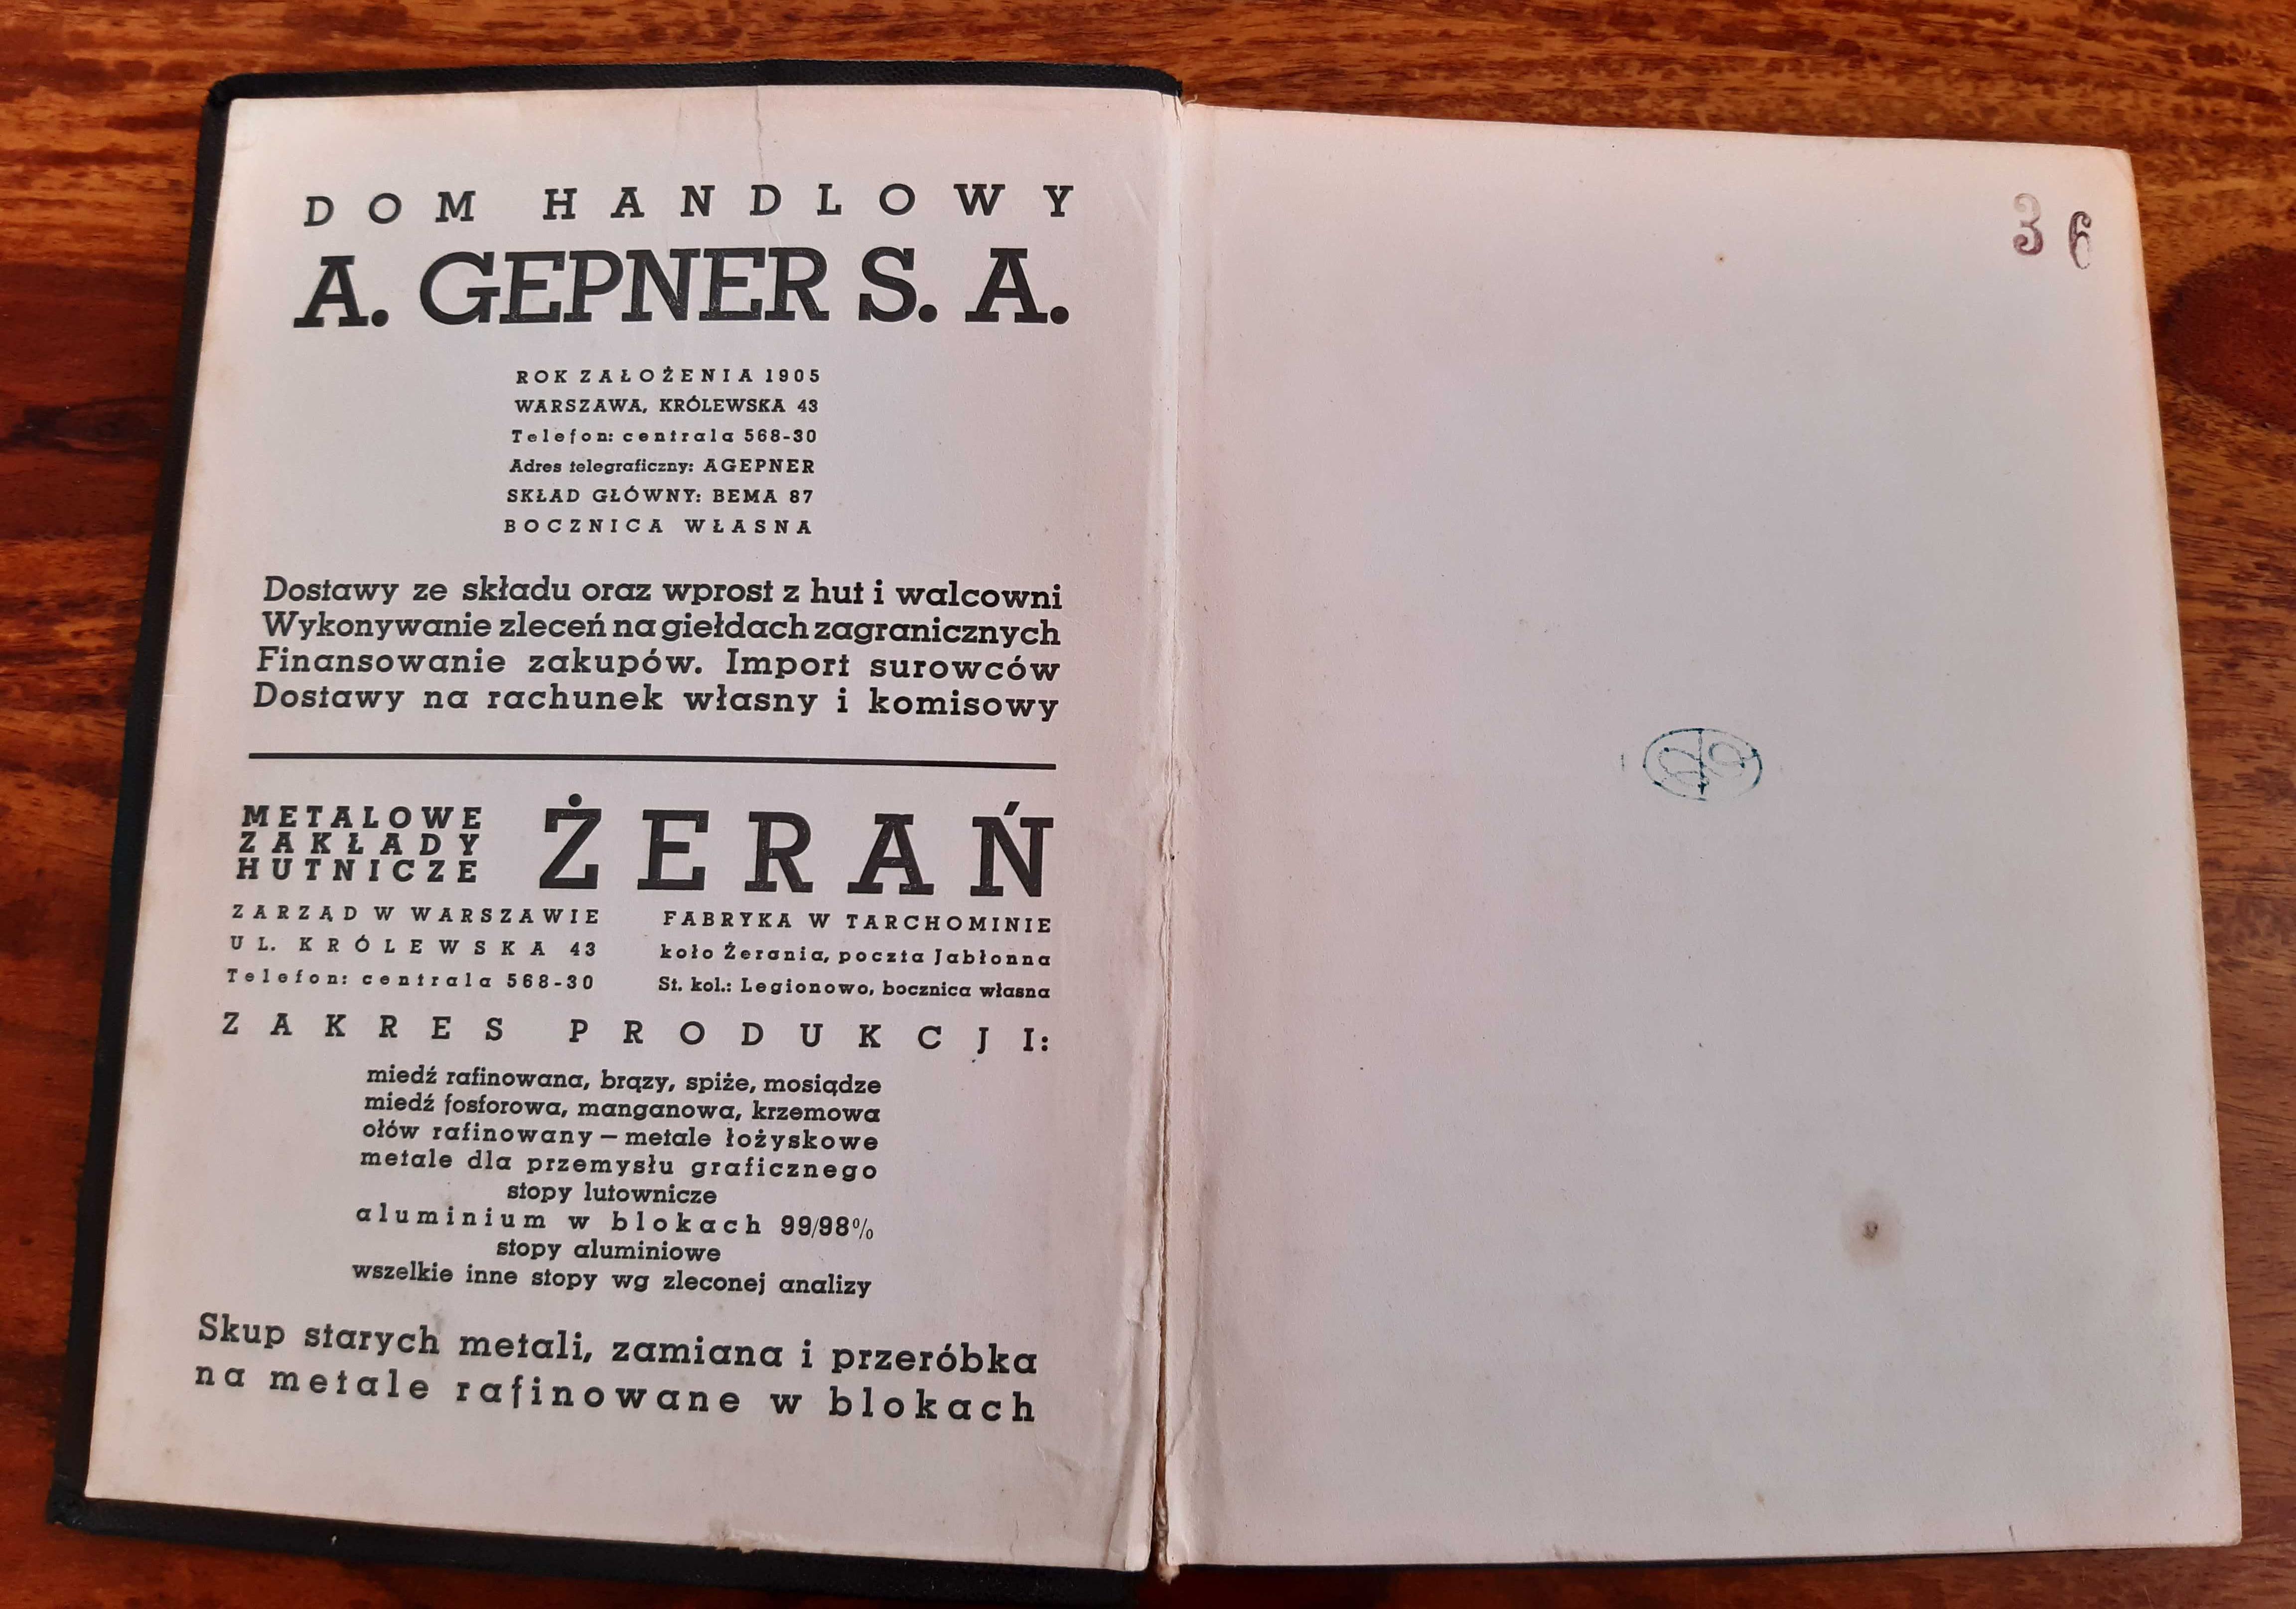 DOM HANDLOWY
A. GEPNER S. A.
ROK ZAŁOŻENIA 1905
WARSZAWA, KRÓLEWSKA 43
Telefon: centrala 568-30
Adres telegraficzny: AGEPNER
SKŁAD GŁÓWNY: BEMA 87
BOCZNICA WŁASNA
Dostawy ze składu oraz wprost z hut i walcowni
Wykonywanie zleceń na giełdach zagranicznych
Finansowanie zakupów. Import surowców
Dostawy na rachunek własny i komisowy
METALOWE
ZAKŁADY
HUTNICZE
ŻERAŃ
ZARZĄD W WARSZAWIE
UL. KRÓLEWSKA 43
Telefon: centrala 568-30
FABRYKA W TARCHOMINIE
koło Żerania, poczta Jabłonna
St. kol.: Legionowo, bocznica własna
ZAKRES PRODUKCJI:
miedź rafinowana, brązy, spiże, mosiądze
miedź fosforowa, manganowa, krzemowa
ołów rafinowany — metale łożyskowe
metale dla przemysłu graficznego
stopy lutownicze
aluminium w blokach 99/98%
stopy aluminiowe
wszelkie inne stopy wg zleconej analizy
Skup starych metali, zamiana i przeróbka
na metale rafinowane w blokach
36